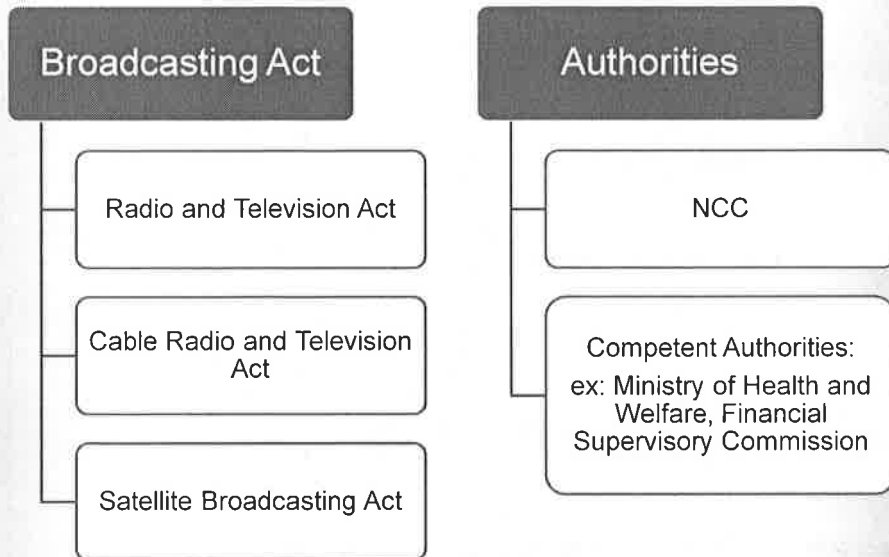 Broadcasting Act
Radio and Television Act
Cable Radio and Television
Act
Satellite Broadcasting Act
Authorities
NCC
Competent Authorities:
ex: Ministry of Health and
Welfare, Financial
Supervisory Commission